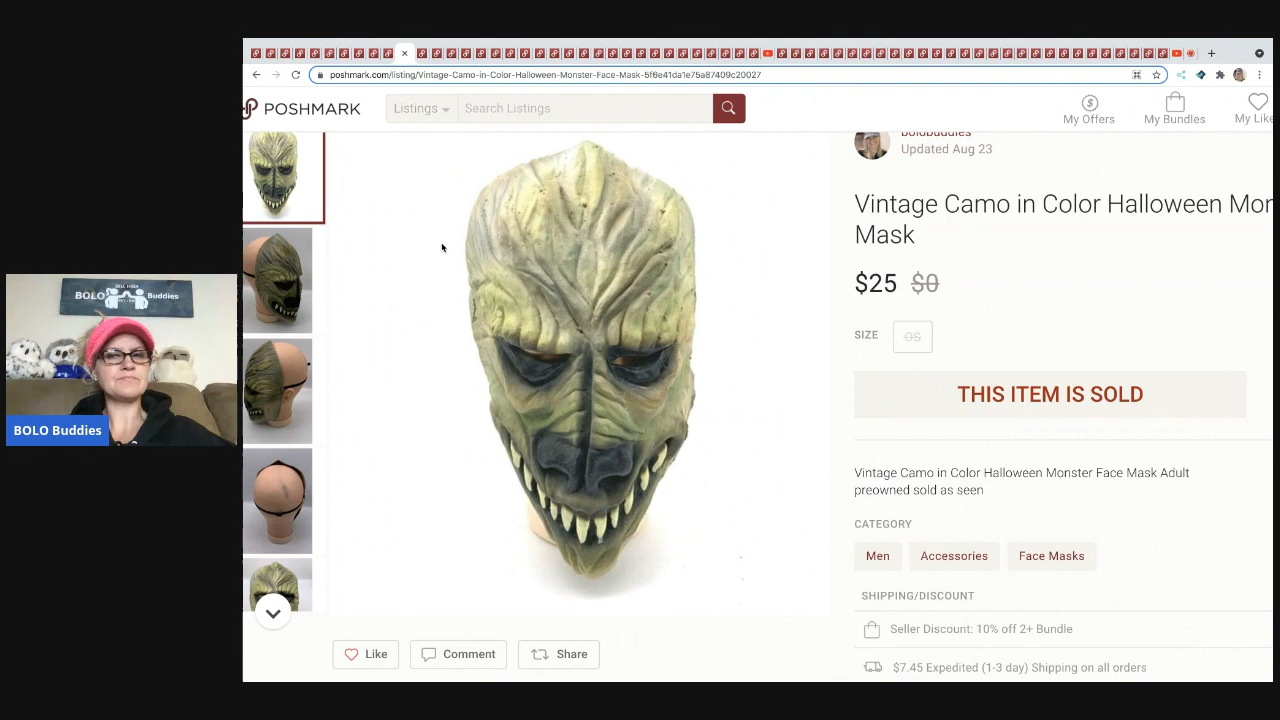 poshmark.com/listing/Vintage-Camo-in-Color-Halloween-Monster-Face-Mask-5f6e41da1e75a87409c20027
POSHMARK
Listings
Search Listings
My Offers
My Bundles
My Like
bolobuddies
Updated Aug 23
Vintage Camo in Color Halloween Mon
Mask
$25 $0
SIZE
OS
THIS ITEM IS SOLD
Vintage Camo in Color Halloween Monster Face Mask Adult
preowned sold as seen
CATEGORY
Men
Accessories
Face Masks
SHIPPING/DISCOUNT
Seller Discount: 10% off 2+ Bundle
$7.45 Expedited (1-3 day) Shipping on all orders
Like
Comment
Share
BOLO Buddies
BOLO Buddies